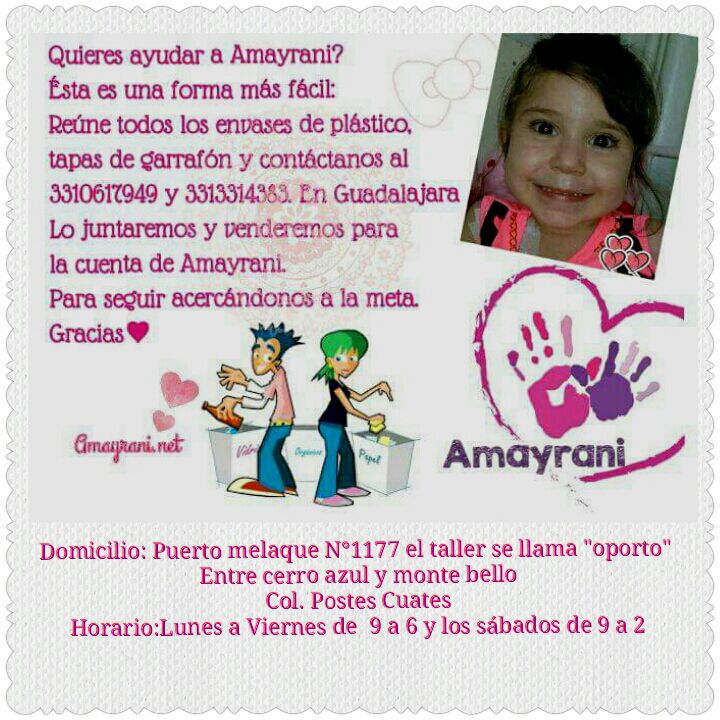 Quieres ayudar a Amayrani?
Ésta es una forma más fácil:
Reúne todos los envases de plástico,
tapas de garrafón y contáctanos al
3310617949 y 3313314383. En Guadalajara
Lo juntaremos y venderemos para
la cuenta de Amayrani.
Para seguir acercándonos a la meta.
Gracias♥
Amayrani.net
Vidrio
Orgánico
Papel
Amayrani
Domicilio: Puerto melaque N°1177 el taller se llama "oporto"
Entre cerro azul y monte bello
Col. Postes Cuates
Horario:Lunes a Viernes de 9 a 6 y los sábados de 9 a 2